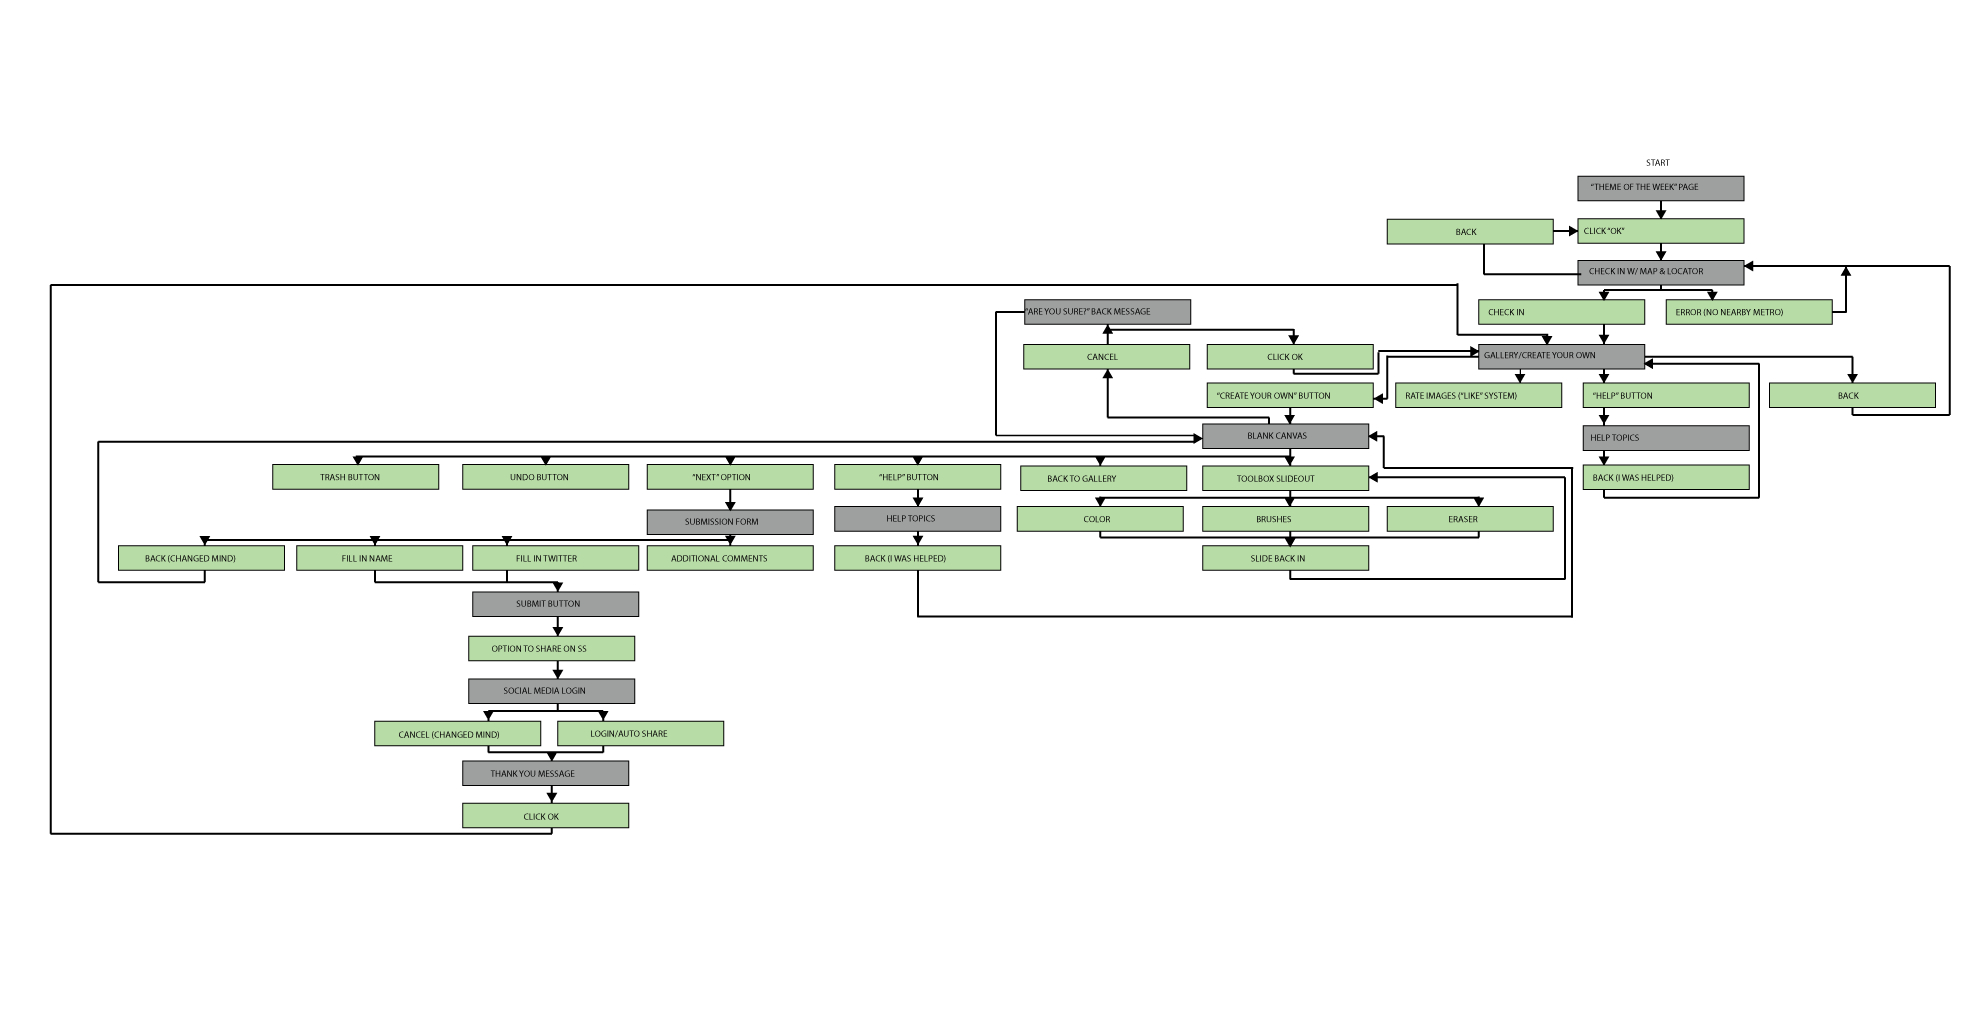 START
“THEME OF THE WEEK” PAGE
BACK
CLICK “OK”
CHECK IN W/ MAP & LOCATOR
“ARE YOU SURE?” BACK MESSAGE
CHECK IN
ERROR (NO NEARBY METRO)
CANCEL
CLICK OK
GALLERY/CREATE YOUR OWN
“CREATE YOUR OWN” BUTTON
RATE IMAGES (“LIKE” SYSTEM)
“HELP” BUTTON
BACK
BLANK CANVAS
HELP TOPICS
TRASH BUTTON
UNDO BUTTON
“NEXT” OPTION
“HELP” BUTTON
BACK TO GALLERY
TOOLBOX SLIDEOUT
BACK (I WAS HELPED)
SUBMISSION FORM
HELP TOPICS
COLOR
BRUSHES
ERASER
BACK (CHANGED MIND)
FILL IN NAME
FILL IN TWITTER
ADDITIONAL COMMENTS
BACK (I WAS HELPED)
SLIDE BACK IN
SUBMIT BUTTON
OPTION TO SHARE ON SS
SOCIAL MEDIA LOGIN
CANCEL (CHANGED MIND)
LOGIN/AUTO SHARE
THANK YOU MESSAGE
CLICK OK